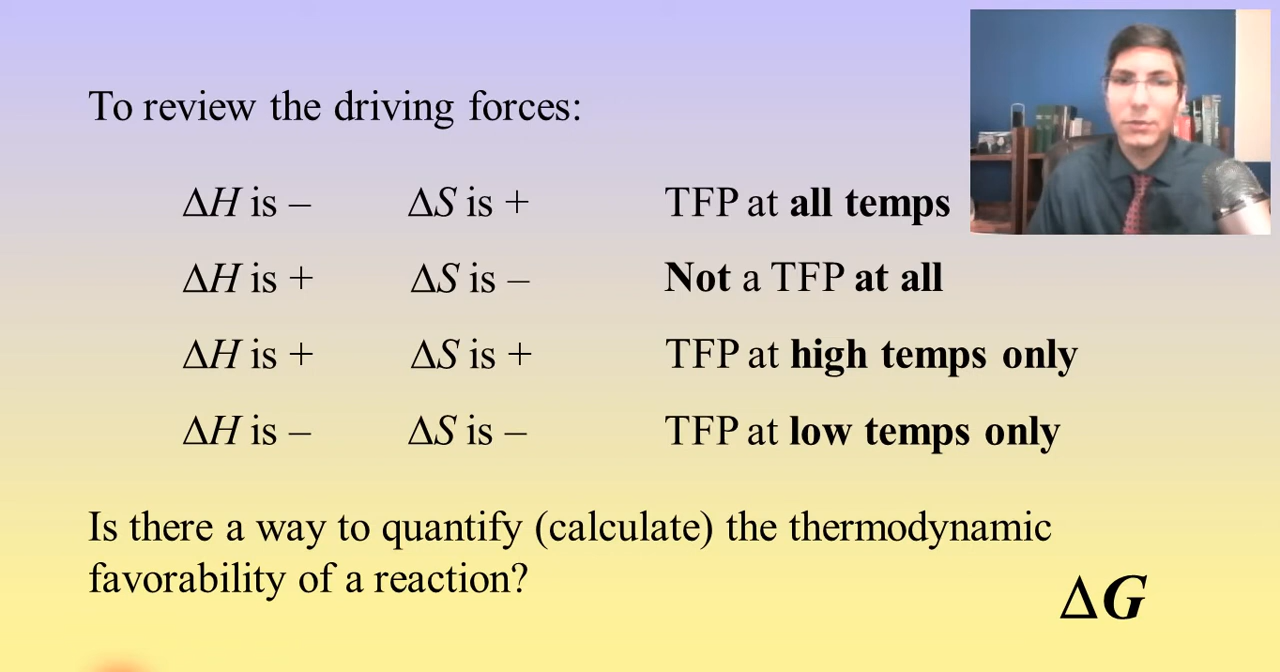 To review the driving forces:
ΔH is – ΔS is + TFP at all temps
ΔH is + ΔS is – Not a TFP at all
ΔH is + ΔS is + TFP at high temps only
ΔH is – ΔS is – TFP at low temps only
Is there a way to quantify (calculate) the thermodynamic
favorability of a reaction?
ΔG